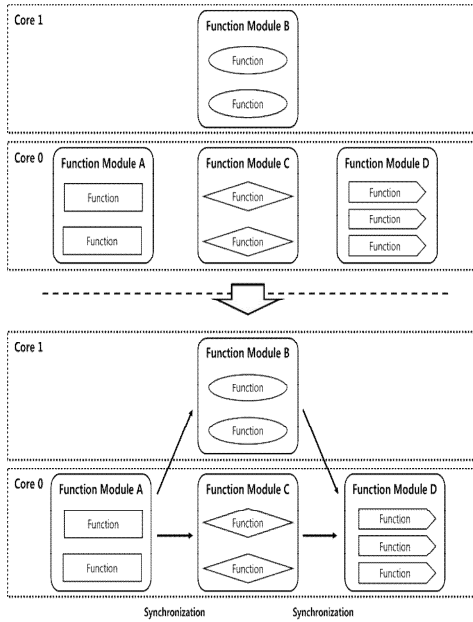 Core 1
Function Module B
Function
Function
Core 0
Function Module A
Function
Function
Function Module C
Function
Function
Function Module D
Function
Function
Function
Core 1
Function Module B
Function
Function
Core 0
Function Module A
Function
Function
Function Module C
Function
Function
Function Module D
Function
Function
Function
Synchronization
Synchronization